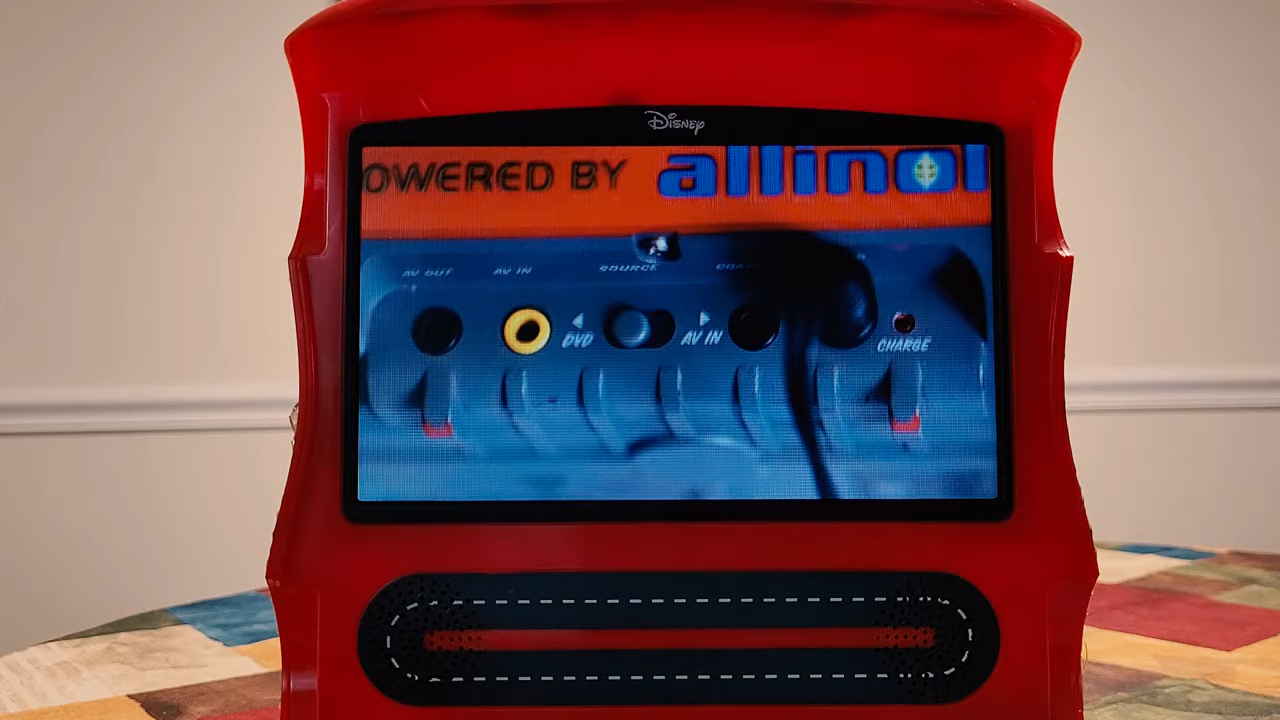 Disney
OWERED BY allinol
AV OUT AV IN SOURCE
DVD AV IN CHARGE